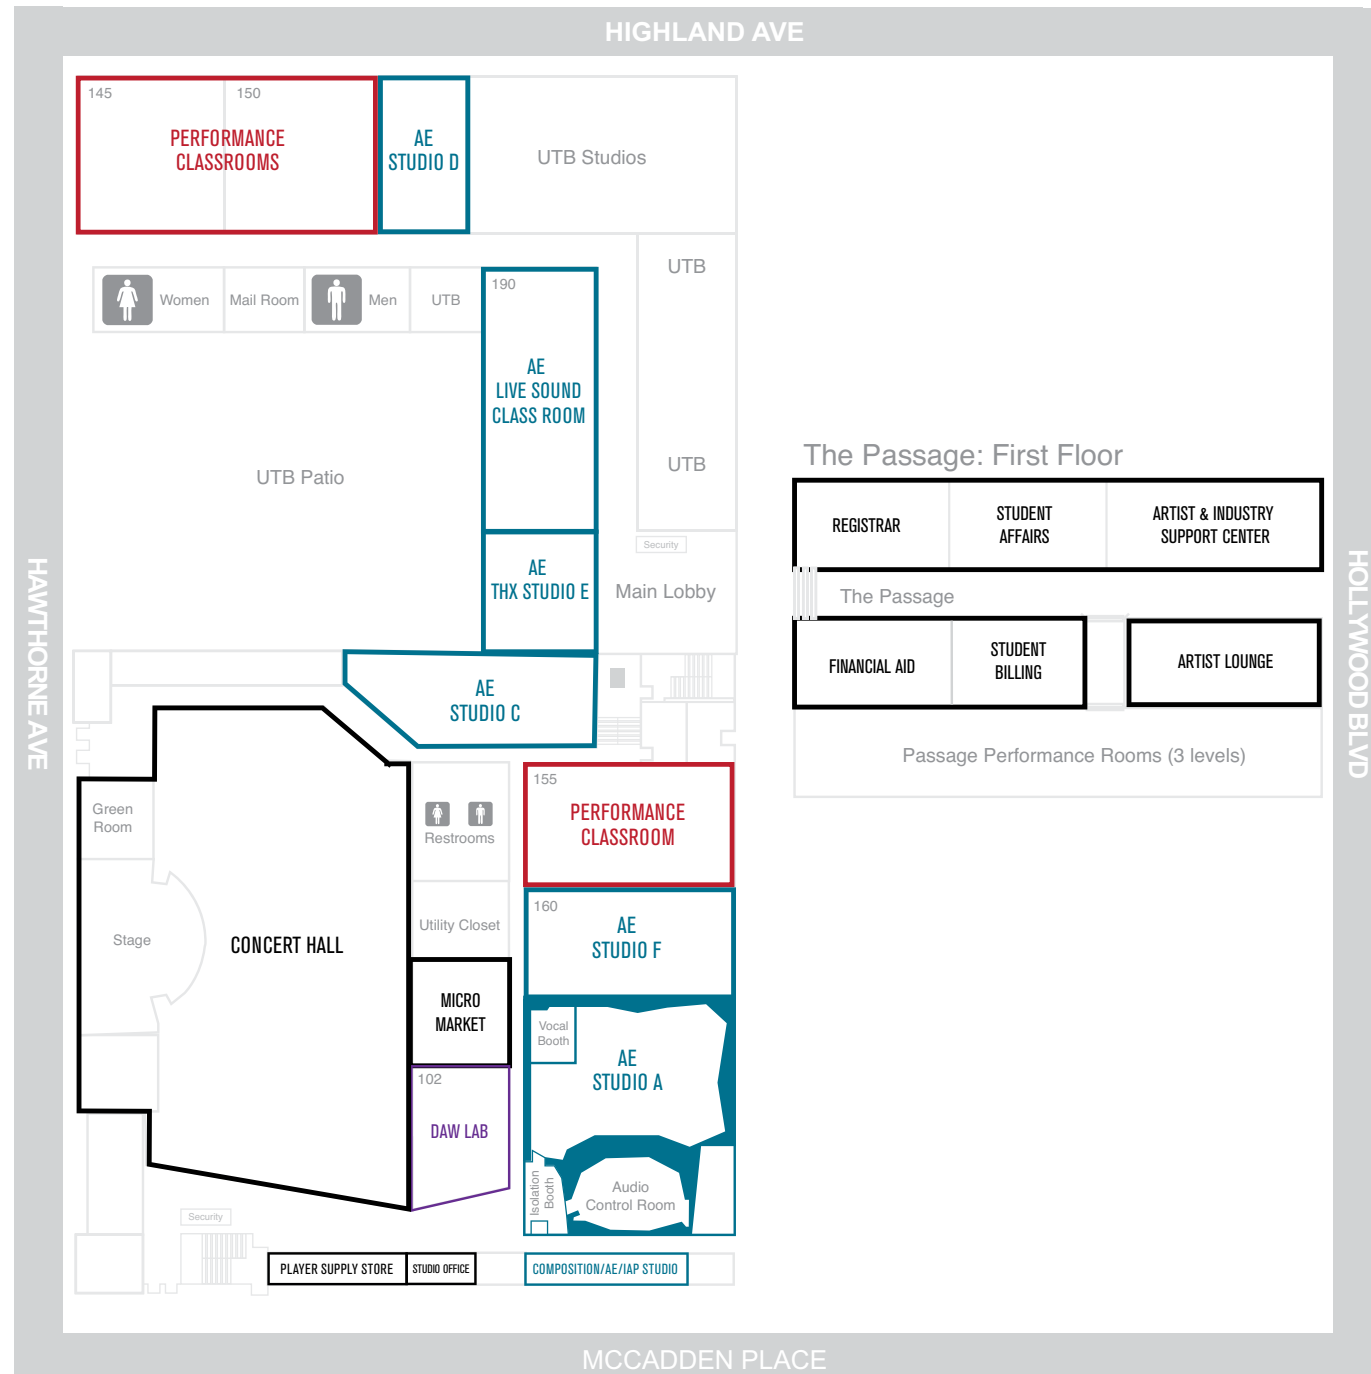 HIGHLAND AVE
145
150
PERFORMANCE
CLASSROOMS
AE
STUDIO D
UTB Studios
Women
Mail Room
Men
UTB
190
AE
LIVE SOUND
CLASS ROOM
UTB
UTB
UTB Patio
Security
AE
THX STUDIO E
Main Lobby
AE
STUDIO C
HAWTHORNE AVE
Green
Room
Stage
CONCERT HALL
Restrooms
Utility Closet
MICRO
MARKET
102
DAW LAB
155
PERFORMANCE
CLASSROOM
160
AE
STUDIO F
Vocal
Booth
AE
STUDIO A
Isolation
Booth
Audio
Control Room
Security
PLAYER SUPPLY STORE
STUDIO OFFICE
COMPOSITION/AE/IAP STUDIO
The Passage: First Floor
REGISTRAR
STUDENT
AFFAIRS
ARTIST & INDUSTRY
SUPPORT CENTER
The Passage
FINANCIAL AID
STUDENT
BILLING
ARTIST LOUNGE
Passage Performance Rooms (3 levels)
HOLLYWOOD BLVD
MCCADDEN PLACE